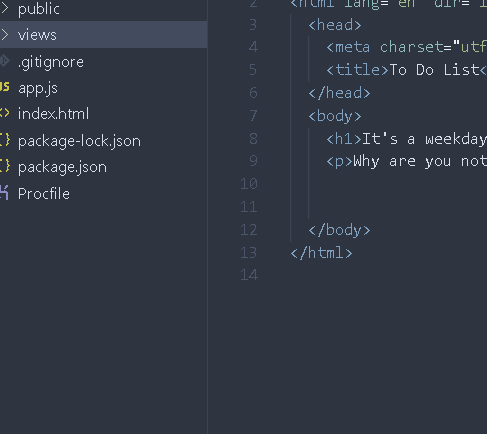 public
views
.gitignore
JS app.js
<> index.html
{} package-lock.json
{} package.json
Procfile
2 <html lang="en" dir="l
3 <head>
4 <meta charset="utf
5 <title>To Do List<
6 </head>
7 <body>
8 <h1>It's a weekday
9 <p>Why are you not
10
11
12 </body>
13 </html>
14